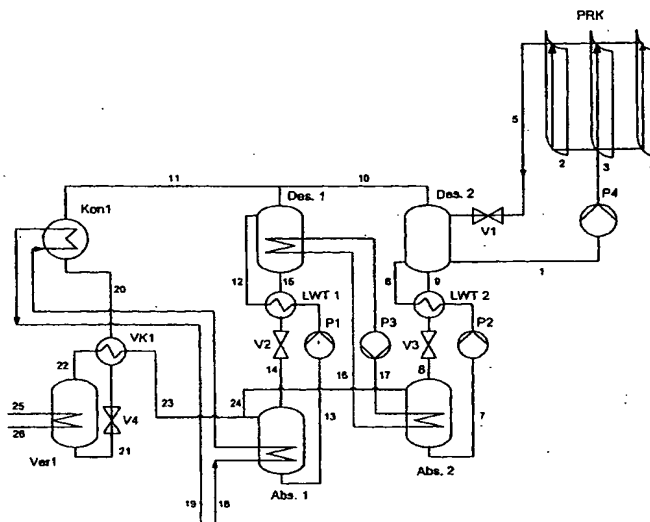 PRK
5
2
3
11
10
Des. 1
Des. 2
Kon1
P4
V1
1
12
15
6
9
20
LWT 1
LWT 2
VK1
P1
P3
P2
V2
V3
22
14
16
17
8
25
26
23
24
13
7
V4
Ver1
21
19
18
Abs. 1
Abs. 2